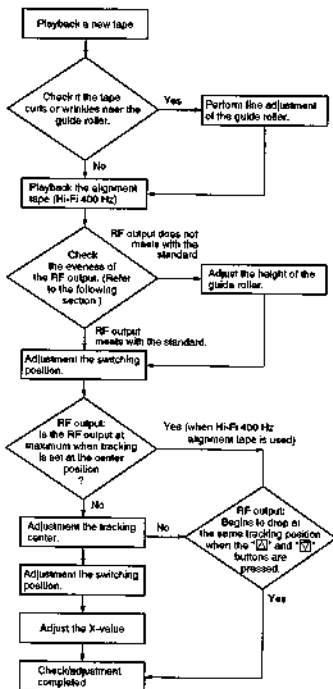 Playback a new tape
Check if the tape
curls or wrinkles near the
guide roller.
Yes
Perform fine adjustment
of the guide roller.
No
Playback the alignment
tape (Hi-Fi 400 Hz)
RF output does not
meets with the
standard
Check
the eveness of
the RF output. (Refer
to the following
section )
Adjust the height of the
guide roller.
RF output
meets with the standard.
Adjustment the switching
position.
RF output:
Is the RF output at
maximum when tracking
is set at the center
position
?
Yes (when Hi-Fi 400 Hz
alignment tape is used)
No
Adjustment the tracking
center.
No
RF output:
Begins to drop at
the same tracking position
when the "△" and "▽"
buttons are
pressed.
Adjustment the switching
position.
Yes
Adjust the X-value
Check/adjustment
completed